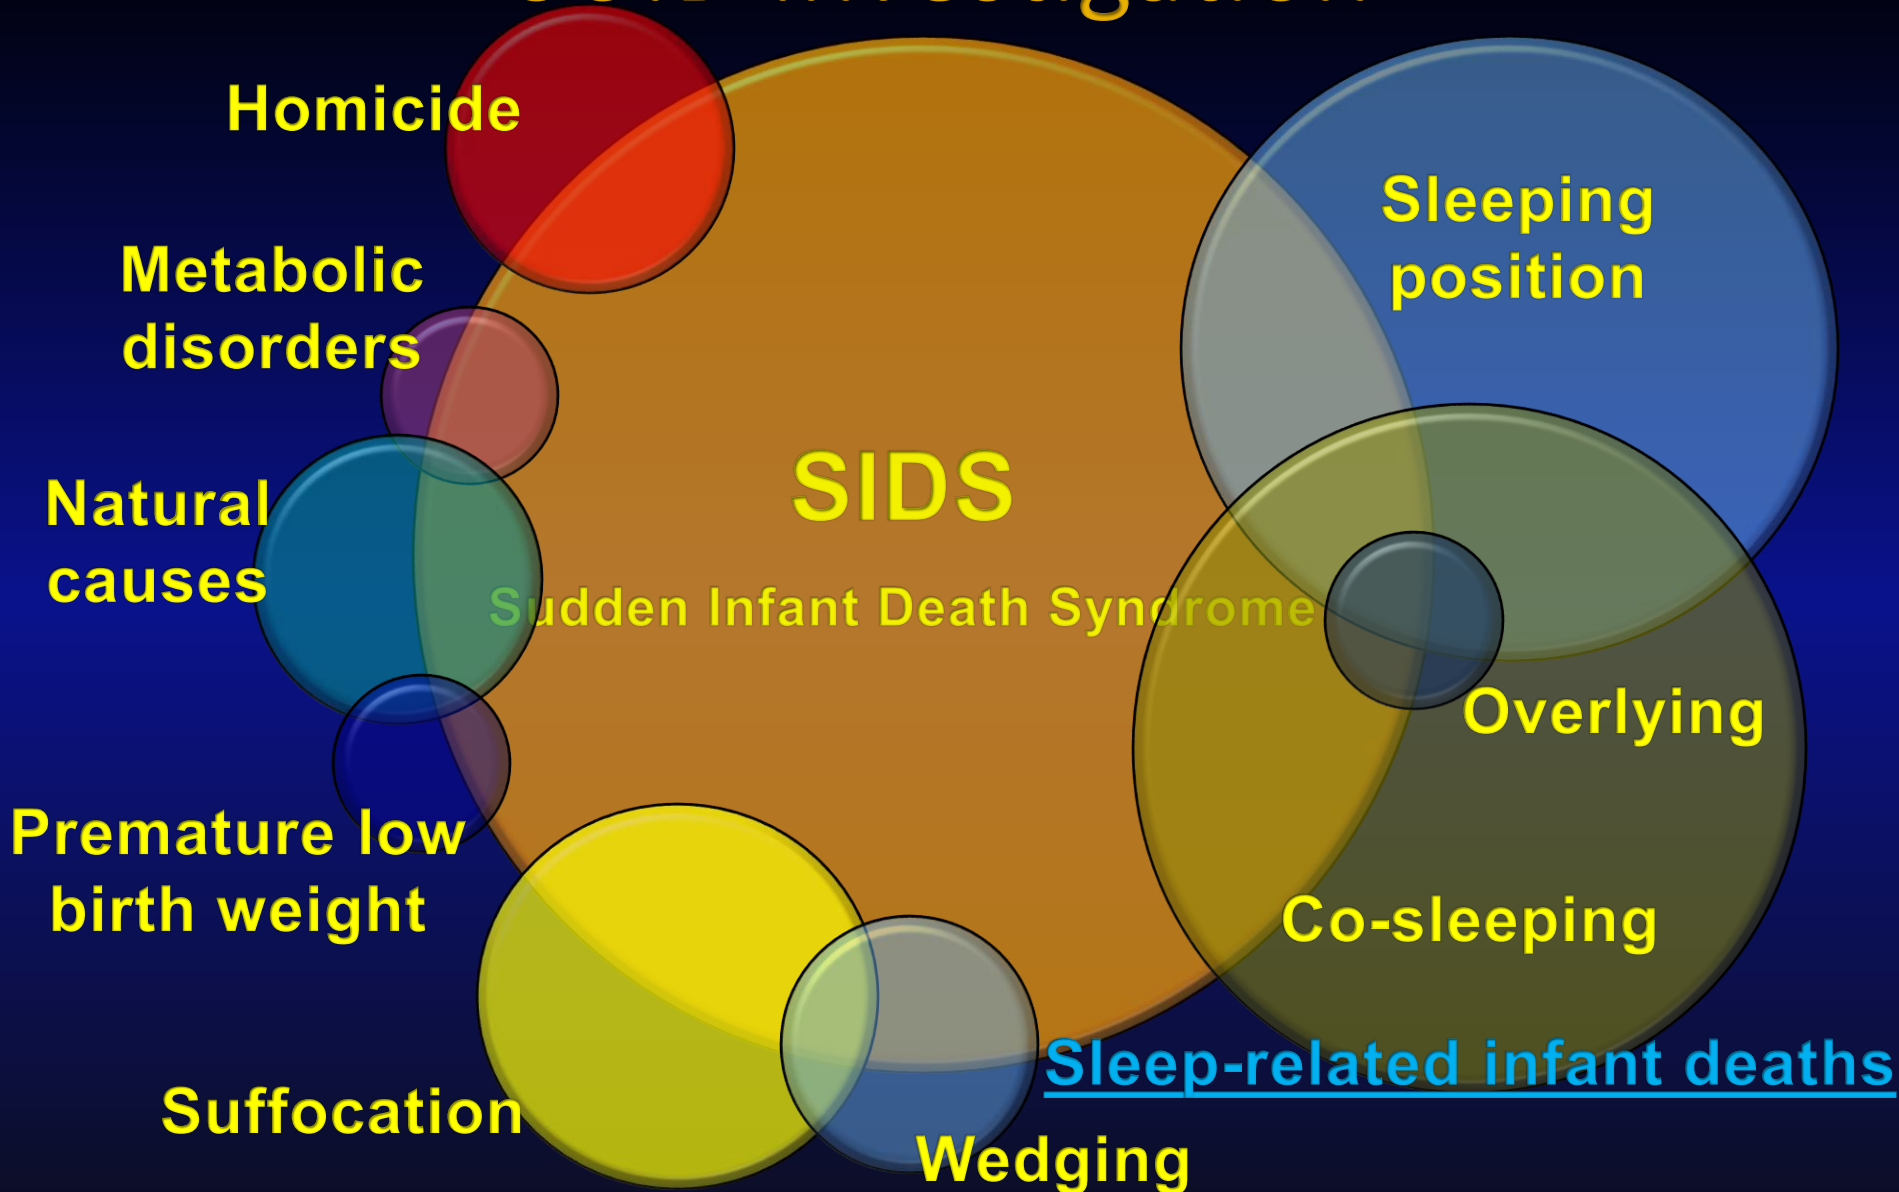 Investigation
Homicide
Metabolic
disorders
Sleeping
position
SIDS
Sudden Infant Death Syndrome
Natural
causes
Overlying
Premature low
birth weight
Co-sleeping
Sleep-related infant deaths
Suffocation
Wedging